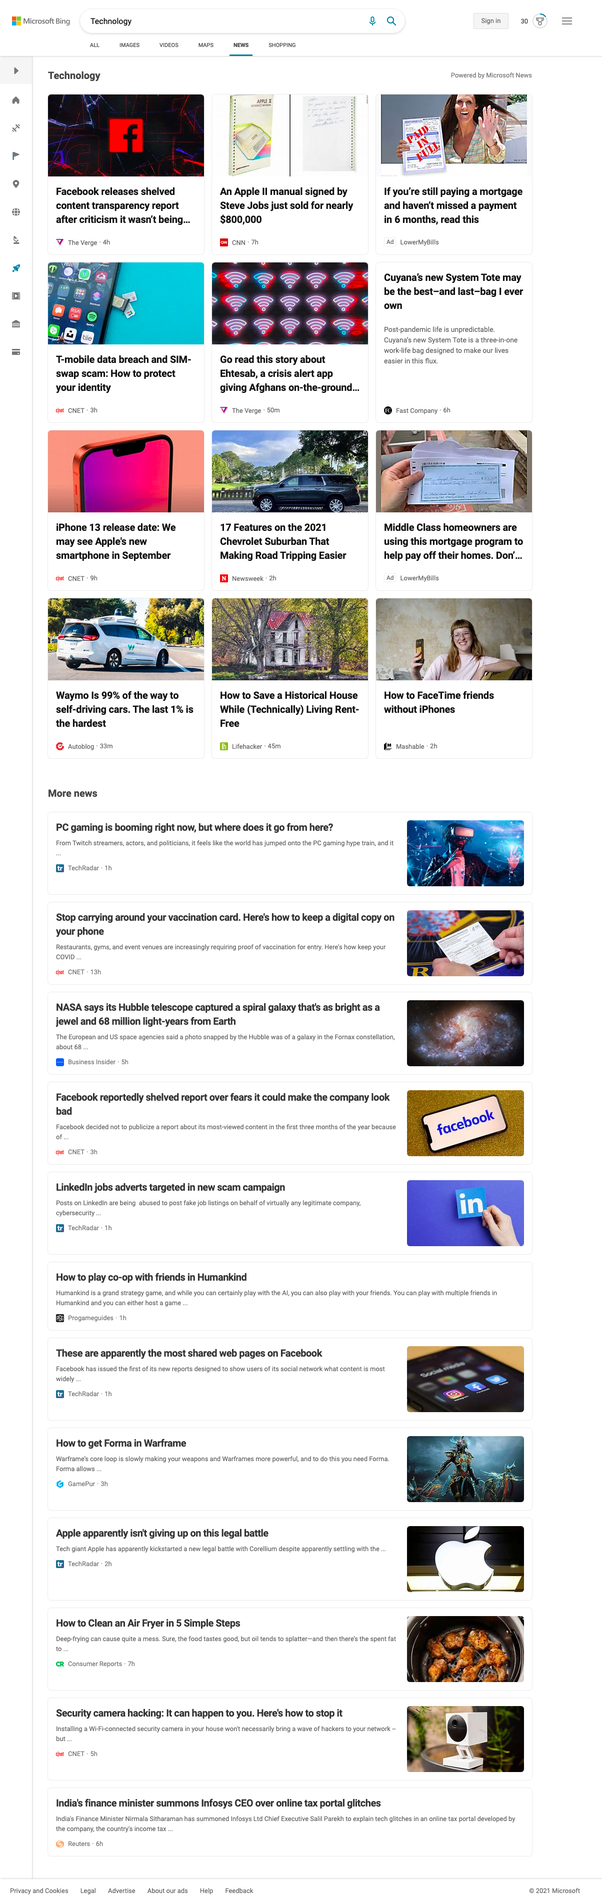 Microsoft Bing
Technology
Sign in
30
ALL
IMAGES
VIDEOS
MAPS
NEWS
SHOPPING
Technology
Powered by Microsoft News
APPLE II
PAID IN FULL
Facebook releases shelved
content transparency report
after criticism it wasn't being...
The Verge · 4h
An Apple II manual signed by
Steve Jobs just sold for nearly
$800,000
CNN · 7h
If you're still paying a mortgage
and haven't missed a payment
in 6 months, read this
Ad LowerMyBills
T-mobile data breach and SIM-
swap scam: How to protect
your identity
CNET · 3h
Go read this story about
Ehtesab, a crisis alert app
giving Afghans on-the-ground...
The Verge · 50m
Cuyana's new System Tote may
be the best–and last–bag I ever
own
Post-pandemic life is unpredictable.
Cuyana's new System Tote is a three-in-one
work-life bag designed to make our lives
easier in this flux.
Fast Company · 6h
iPhone 13 release date: We
may see Apple's new
smartphone in September
CNET · 9h
17 Features on the 2021
Chevrolet Suburban That
Making Road Tripping Easier
Newsweek · 2h
Middle Class homeowners are
using this mortgage program to
help pay off their homes. Don'...
Ad LowerMyBills
Waymo Is 99% of the way to
self-driving cars. The last 1% is
the hardest
Autoblog · 33m
How to Save a Historical House
While (Technically) Living Rent-
Free
Lifehacker · 45m
How to FaceTime friends
without iPhones
Mashable · 2h
More news
PC gaming is booming right now, but where does it go from here?
From Twitch streamers, actors, and politicians, it feels like the world has jumped onto the PC gaming hype train, and it
...
TechRadar · 1h
Stop carrying around your vaccination card. Here's how to keep a digital copy on
your phone
Restaurants, gyms, and event venues are increasingly requiring proof of vaccination for entry. Here's how keep your
COVID ...
CNET · 13h
NASA says its Hubble telescope captured a spiral galaxy that's as bright as a
jewel and 68 million light-years from Earth
The European and US space agencies said a photo snapped by the Hubble was of a galaxy in the Fornax constellation,
about 68 ...
Business Insider · 5h
Facebook reportedly shelved report over fears it could make the company look
bad
Facebook decided not to publicize a report about its most-viewed content in the first three months of the year because
of ...
CNET · 3h
facebook
LinkedIn jobs adverts targeted in new scam campaign
Posts on LinkedIn are being abused to post fake job listings on behalf of virtually any legitimate company,
cybersecurity ...
TechRadar · 1h
in
How to play co-op with friends in Humankind
Humankind is a grand strategy game, and while you can certainly play with the AI, you can also play with your friends. You can play with multiple friends in
Humankind and you can either host a game ...
Progameguides · 1h
These are apparently the most shared web pages on Facebook
Facebook has issued the first of its new reports designed to show users of its social network what content is most
widely ...
TechRadar · 1h
Social media
How to get Forma in Warframe
Warframe's core loop is slowly making your weapons and Warframes more powerful, and to do this you need Forma.
Forma allows ...
GamePur · 3h
Apple apparently isn't giving up on this legal battle
Tech giant Apple has apparently kickstarted a new legal battle with Corellium despite apparently settling with the ...
TechRadar · 2h
How to Clean an Air Fryer in 5 Simple Steps
Deep-frying can cause quite a mess. Sure, the food tastes good, but oil tends to splatter—and then there's the spent fat
to ...
Consumer Reports · 7h
Security camera hacking: It can happen to you. Here's how to stop it
Installing a Wi-Fi-connected security camera in your house won't necessarily bring a wave of hackers to your network –
but ...
CNET · 5h
India's finance minister summons Infosys CEO over online tax portal glitches
India's Finance Minister Nirmala Sitharaman has summoned Infosys Ltd Chief Executive Salil Parekh to explain tech glitches in an online tax portal developed by
the company, the country's income tax ...
Reuters · 6h
Privacy and Cookies
Legal
Advertise
About our ads
Help
Feedback
© 2021 Microsoft